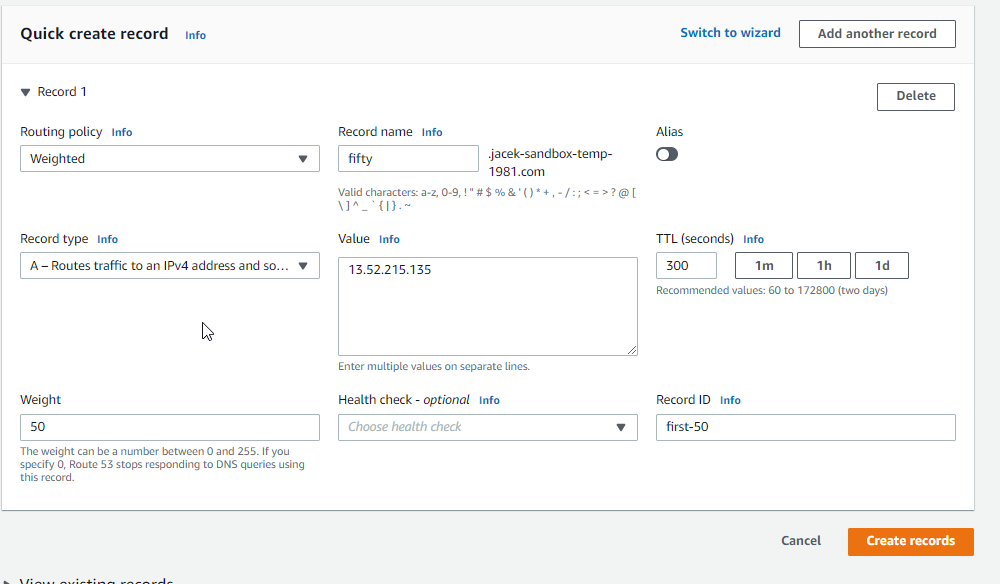 Quick create record Info Switch to wizard Add another record
Record 1 Delete
Routing policy Info Record name Info Alias
Weighted fifty .jacek-sandbox-temp-
1981.com
Valid characters: a-z, 0-9, ! " # $ % & ' ( ) * + , - / : ; < = > ? @ [
\ ] ^ _ ` { | } . ~
Record type Info Value Info TTL (seconds) Info
A – Routes traffic to an IPv4 address and so... 13.52.215.135 300 1m 1h 1d
Recommended values: 60 to 172800 (two days)
Enter multiple values on separate lines.
Weight Health check - optional Info Record ID Info
50 Choose health check first-50
The weight can be a number between 0 and 255. If you
specify 0, Route 53 stops responding to DNS queries using
this record.
Cancel Create records
View existing records